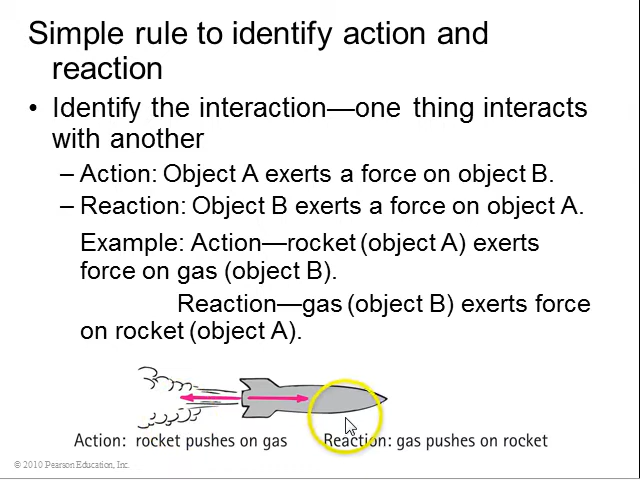 Simple rule to identify action and
reaction
• Identify the interaction—one thing interacts
with another
– Action: Object A exerts a force on object B.
– Reaction: Object B exerts a force on object A.
Example: Action—rocket (object A) exerts
force on gas (object B).
Reaction—gas (object B) exerts force
on rocket (object A).
Action: rocket pushes on gas
Reaction: gas pushes on rocket
© 2010 Pearson Education, Inc.